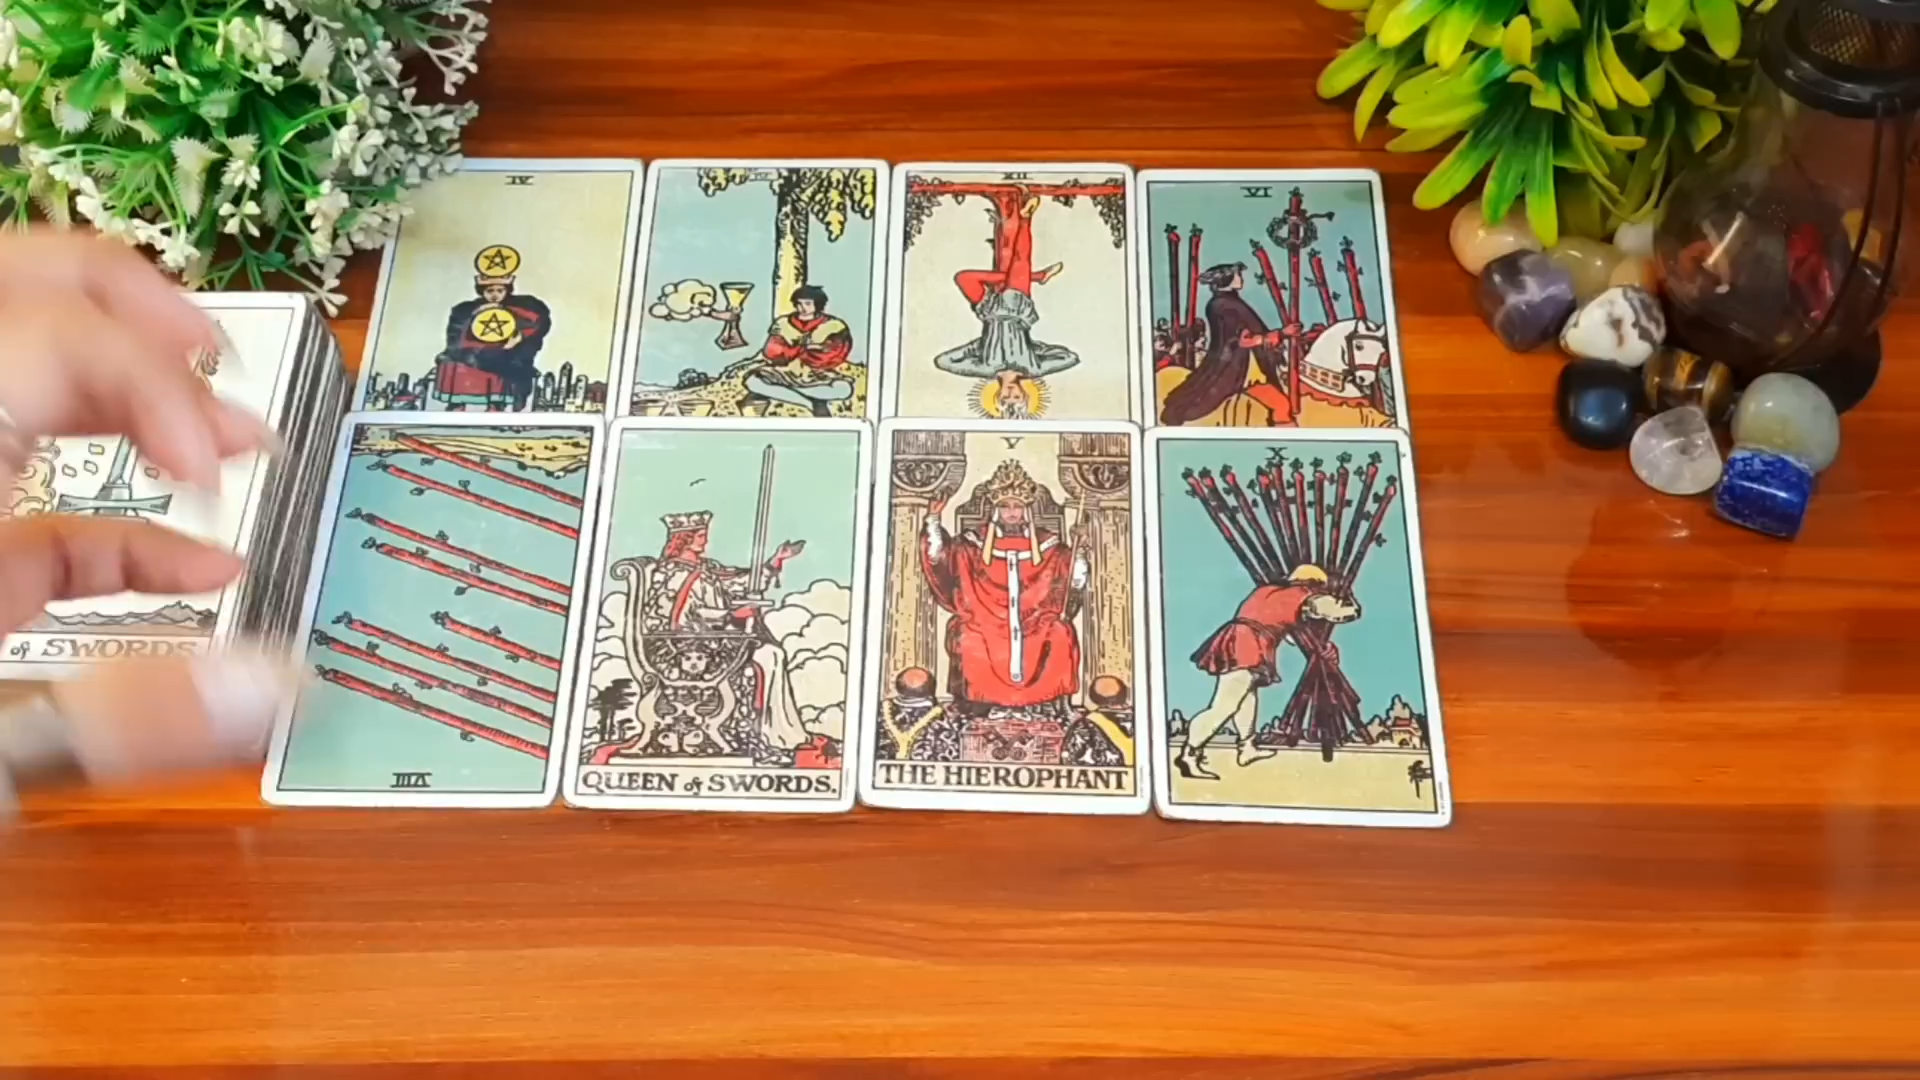 IV
XII
VI
V
X
of SWORDS
VIII
QUEEN of SWORDS.
THE HIEROPHANT